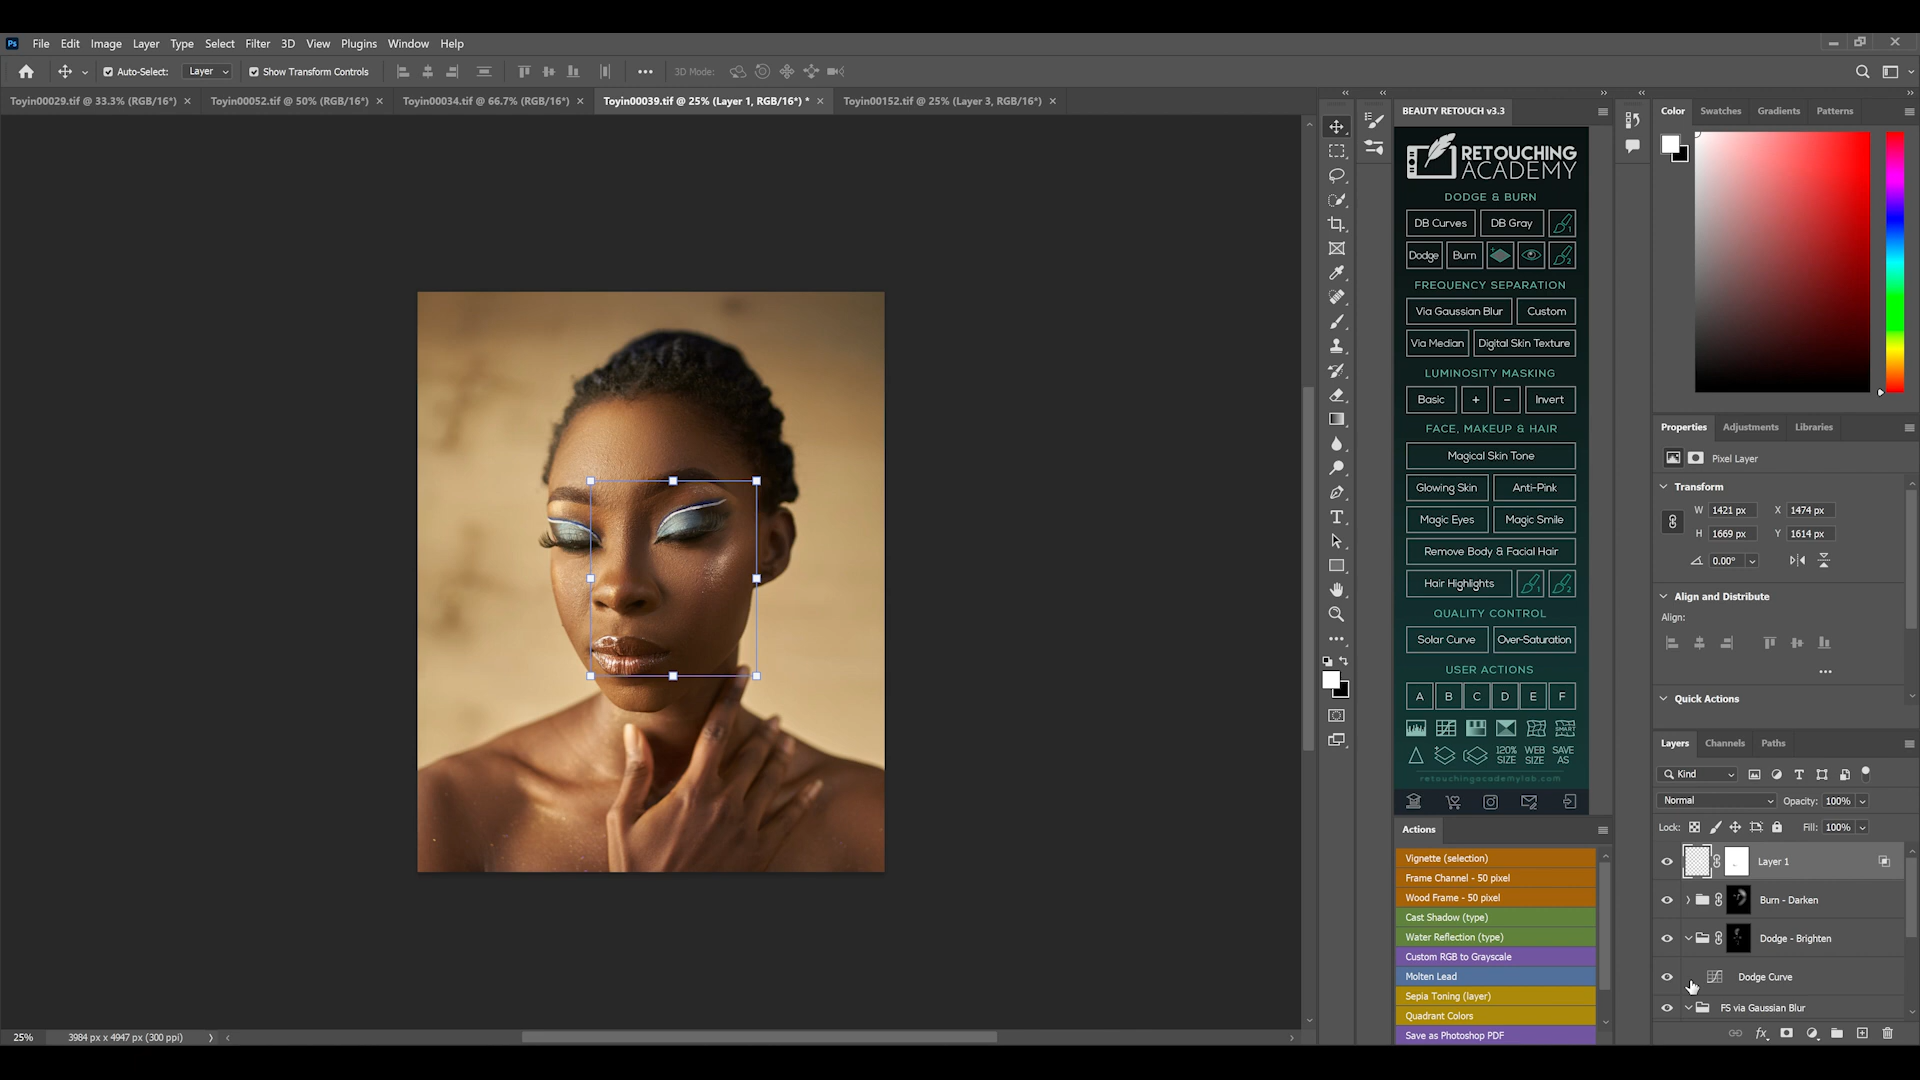 Ps File Edit Image Layer Type Select Filter 3D View Plugins Window Help
Auto-Select: Layer Show Transform Controls 3D Mode:
Toyin00029.tif @ 33.3% (RGB/16*) Toyin00052.tif @ 50% (RGB/16*) Toyin00034.tif @ 66.7% (RGB/16*) Toyin00039.tif @ 25% (Layer 1, RGB/16*) * Toyin00152.tif @ 25% (Layer 3, RGB/16*)
BEAUTY RETOUCH v3.3
RETOUCHING
ACADEMY
DODGE & BURN
DB Curves DB Gray 1
Dodge Burn 2
FREQUENCY SEPARATION
Via Gaussian Blur Custom
Via Median Digital Skin Texture
LUMINOSITY MASKING
Basic + − Invert
FACE, MAKEUP & HAIR
Magical Skin Tone
Glowing Skin Anti-Pink
Magic Eyes Magic Smile
Remove Body & Facial Hair
Hair Highlights 1 2
QUALITY CONTROL
Solar Curve Over-Saturation
USER ACTIONS
A B C D E F
SMART
120% SIZE WEB SIZE SAVE AS
retouchingacademylab.com
Actions
Vignette (selection)
Frame Channel - 50 pixel
Wood Frame - 50 pixel
Cast Shadow (type)
Water Reflection (type)
Custom RGB to Grayscale
Molten Lead
Sepia Toning (layer)
Quadrant Colors
Save as Photoshop PDF
Color Swatches Gradients Patterns
Properties Adjustments Libraries
Pixel Layer
Transform
W 1421 px X 1474 px
H 1669 px Y 1614 px
0.00°
Align and Distribute
Align:
Quick Actions
Layers Channels Paths
Kind
Normal Opacity: 100%
Lock: Fill: 100%
Layer 1
Burn - Darken
Dodge - Brighten
Dodge Curve
FS via Gaussian Blur
fx
25% 3984 px x 4947 px (300 ppi)